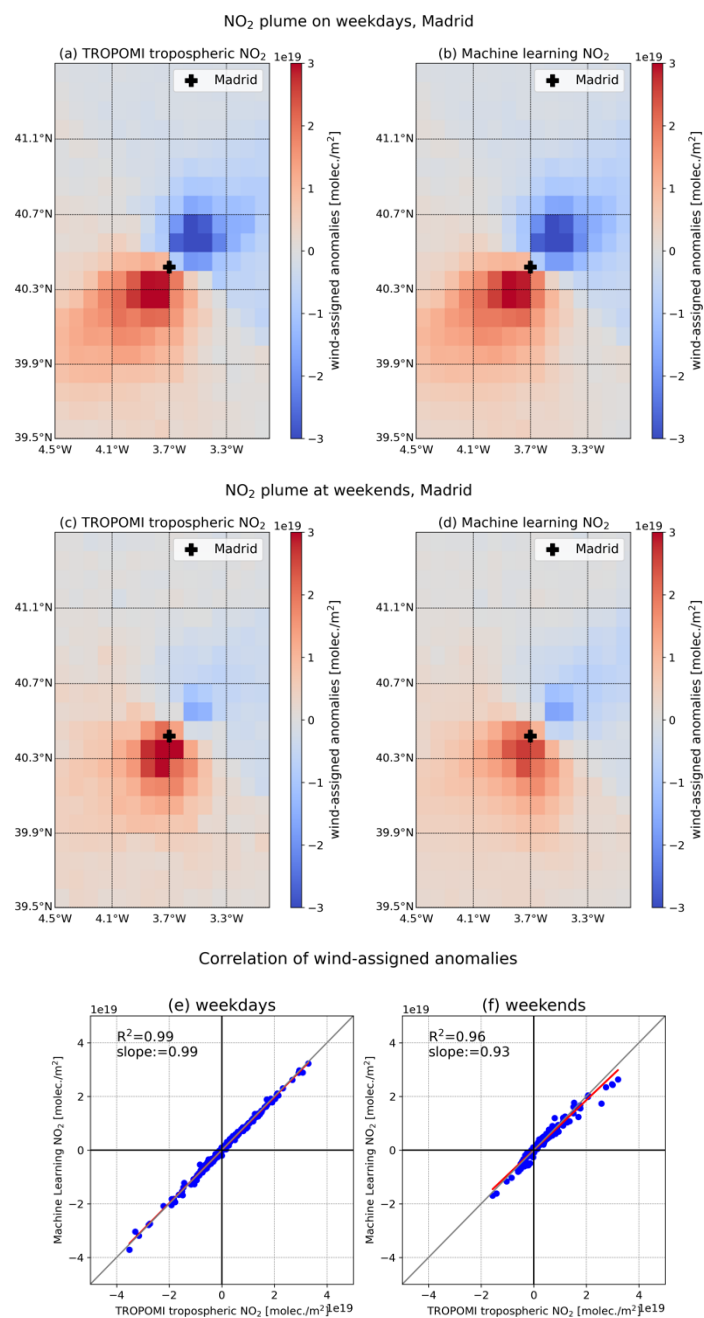 NO₂ plume on weekdays, Madrid
(a) TROPOMI tropospheric NO₂
1e19
Madrid
41.1°N
40.7°N
40.3°N
39.9°N
39.5°N
4.5°W 4.1°W 3.7°W 3.3°W
3
2
1
0
−1
−2
−3
wind-assigned anomalies [molec./m²]
(b) Machine learning NO₂
1e19
Madrid
41.1°N
40.7°N
40.3°N
39.9°N
39.5°N
4.5°W 4.1°W 3.7°W 3.3°W
3
2
1
0
−1
−2
−3
wind-assigned anomalies [molec./m²]
NO₂ plume at weekends, Madrid
(c) TROPOMI tropospheric NO₂
1e19
Madrid
41.1°N
40.7°N
40.3°N
39.9°N
39.5°N
4.5°W 4.1°W 3.7°W 3.3°W
3
2
1
0
−1
−2
−3
wind-assigned anomalies [molec./m²]
(d) Machine learning NO₂
1e19
Madrid
41.1°N
40.7°N
40.3°N
39.9°N
39.5°N
4.5°W 4.1°W 3.7°W 3.3°W
3
2
1
0
−1
−2
−3
wind-assigned anomalies [molec./m²]
Correlation of wind-assigned anomalies
1e19
(e) weekdays
R²=0.99
slope:=0.99
4
2
0
−2
−4
Machine Learning NO₂ [molec./m²]
−4 −2 0 2 4
TROPOMI tropospheric NO₂ [molec./m²]
1e19
1e19
(f) weekends
R²=0.96
slope:=0.93
4
2
0
−2
−4
Machine Learning NO₂ [molec./m²]
−4 −2 0 2 4
TROPOMI tropospheric NO₂ [molec./m²]
1e19